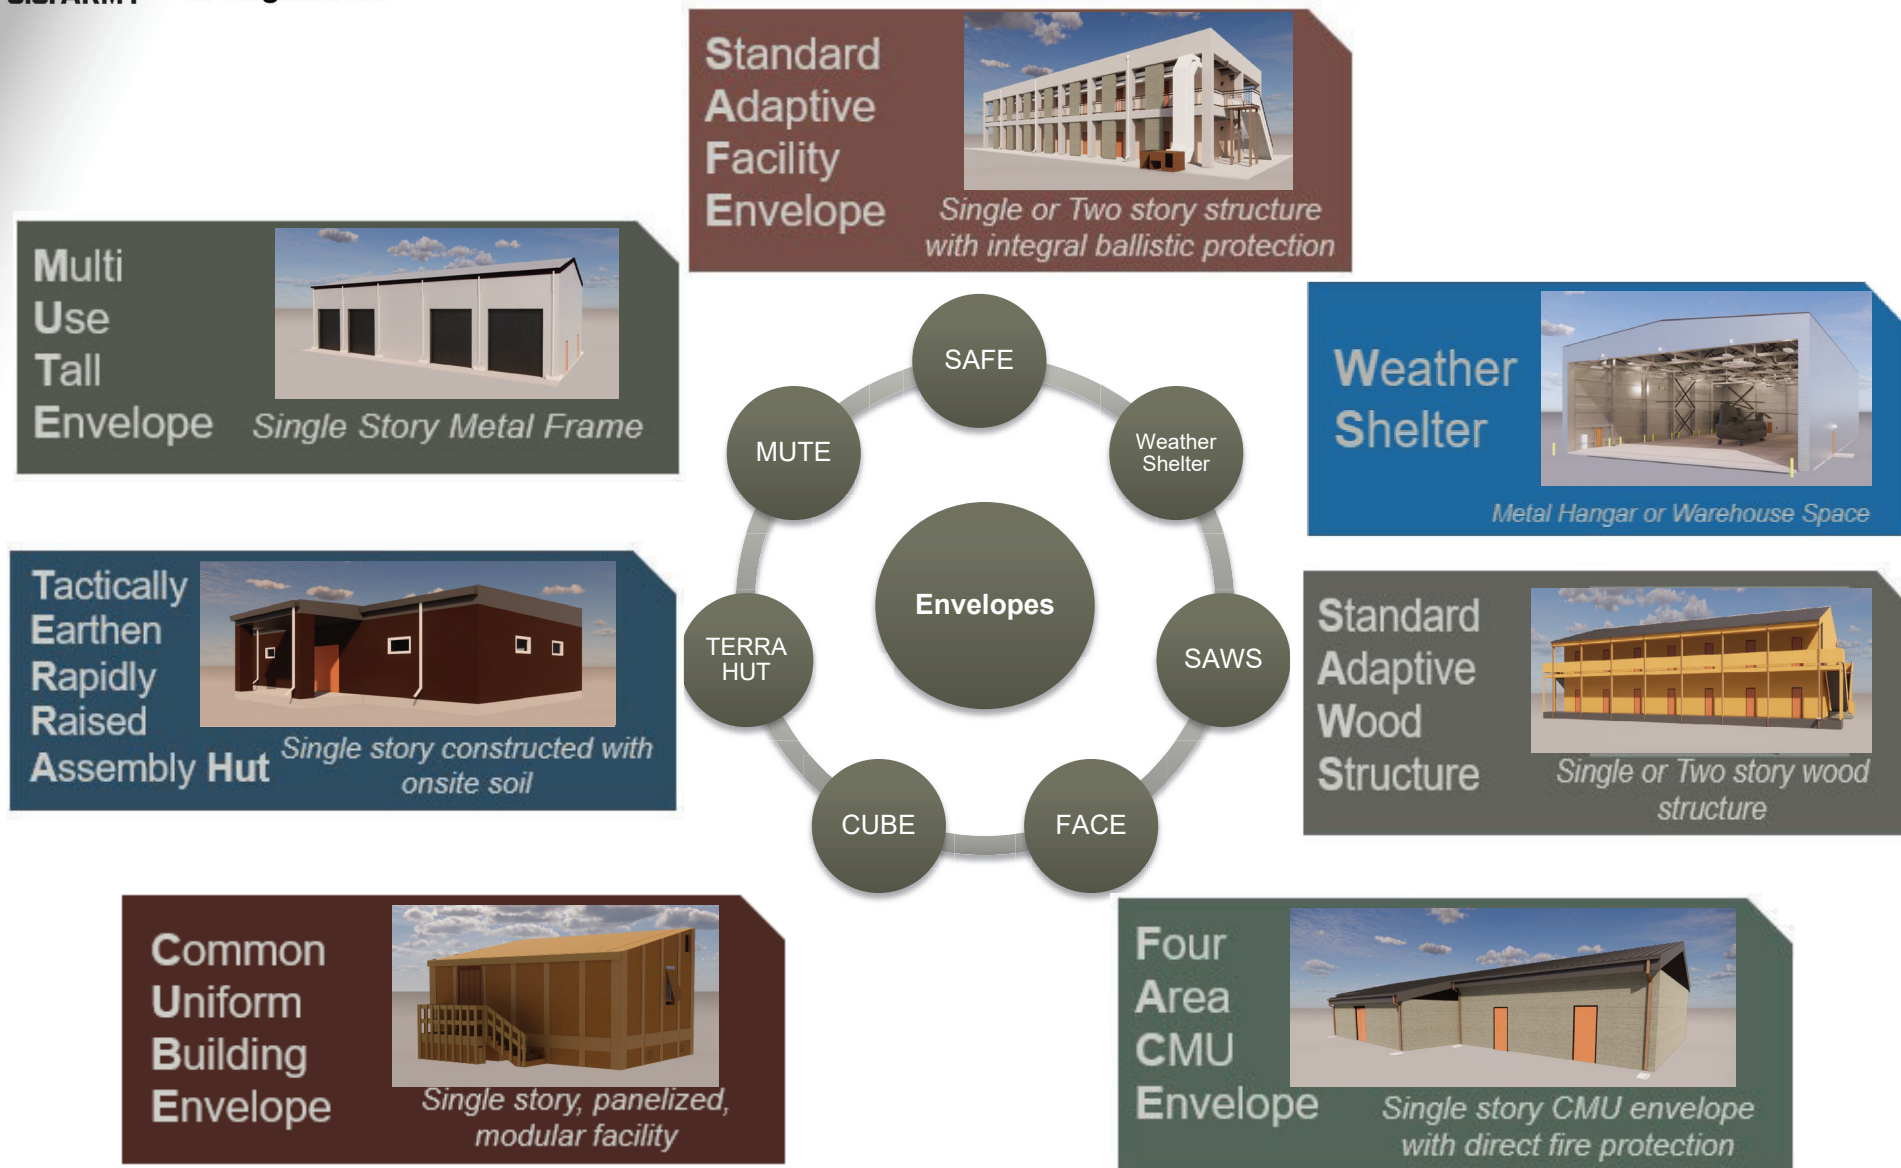 U.S. ARMY
Standard
Adaptive
Facility
Envelope
Single or Two story structure
with integral ballistic protection
Multi
Use
Tall
Envelope
Single Story Metal Frame
Weather
Shelter
Metal Hangar or Warehouse Space
Tactically
Earthen
Rapidly
Raised
Assembly Hut
Single story constructed with
onsite soil
Standard
Adaptive
Wood
Structure
Single or Two story wood
structure
Common
Uniform
Building
Envelope
Single story, panelized,
modular facility
Four
Area
CMU
Envelope
Single story CMU envelope
with direct fire protection
SAFE
Weather
Shelter
SAWS
FACE
CUBE
TERRA
HUT
MUTE
Envelopes